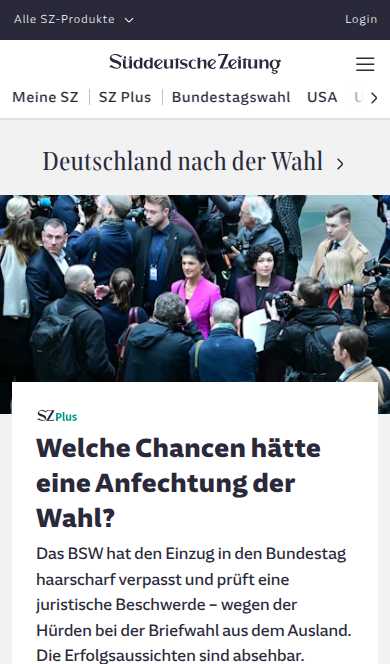 Alle SZ-Produkte
Login
Süddeutsche Zeitung
Meine SZ
SZ Plus
Bundestagswahl
USA
Deutschland nach der Wahl
SZ Plus
Welche Chancen hätte
eine Anfechtung der
Wahl?
Das BSW hat den Einzug in den Bundestag
haarscharf verpasst und prüft eine
juristische Beschwerde – wegen der
Hürden bei der Briefwahl aus dem Ausland.
Die Erfolgsaussichten sind absehbar.